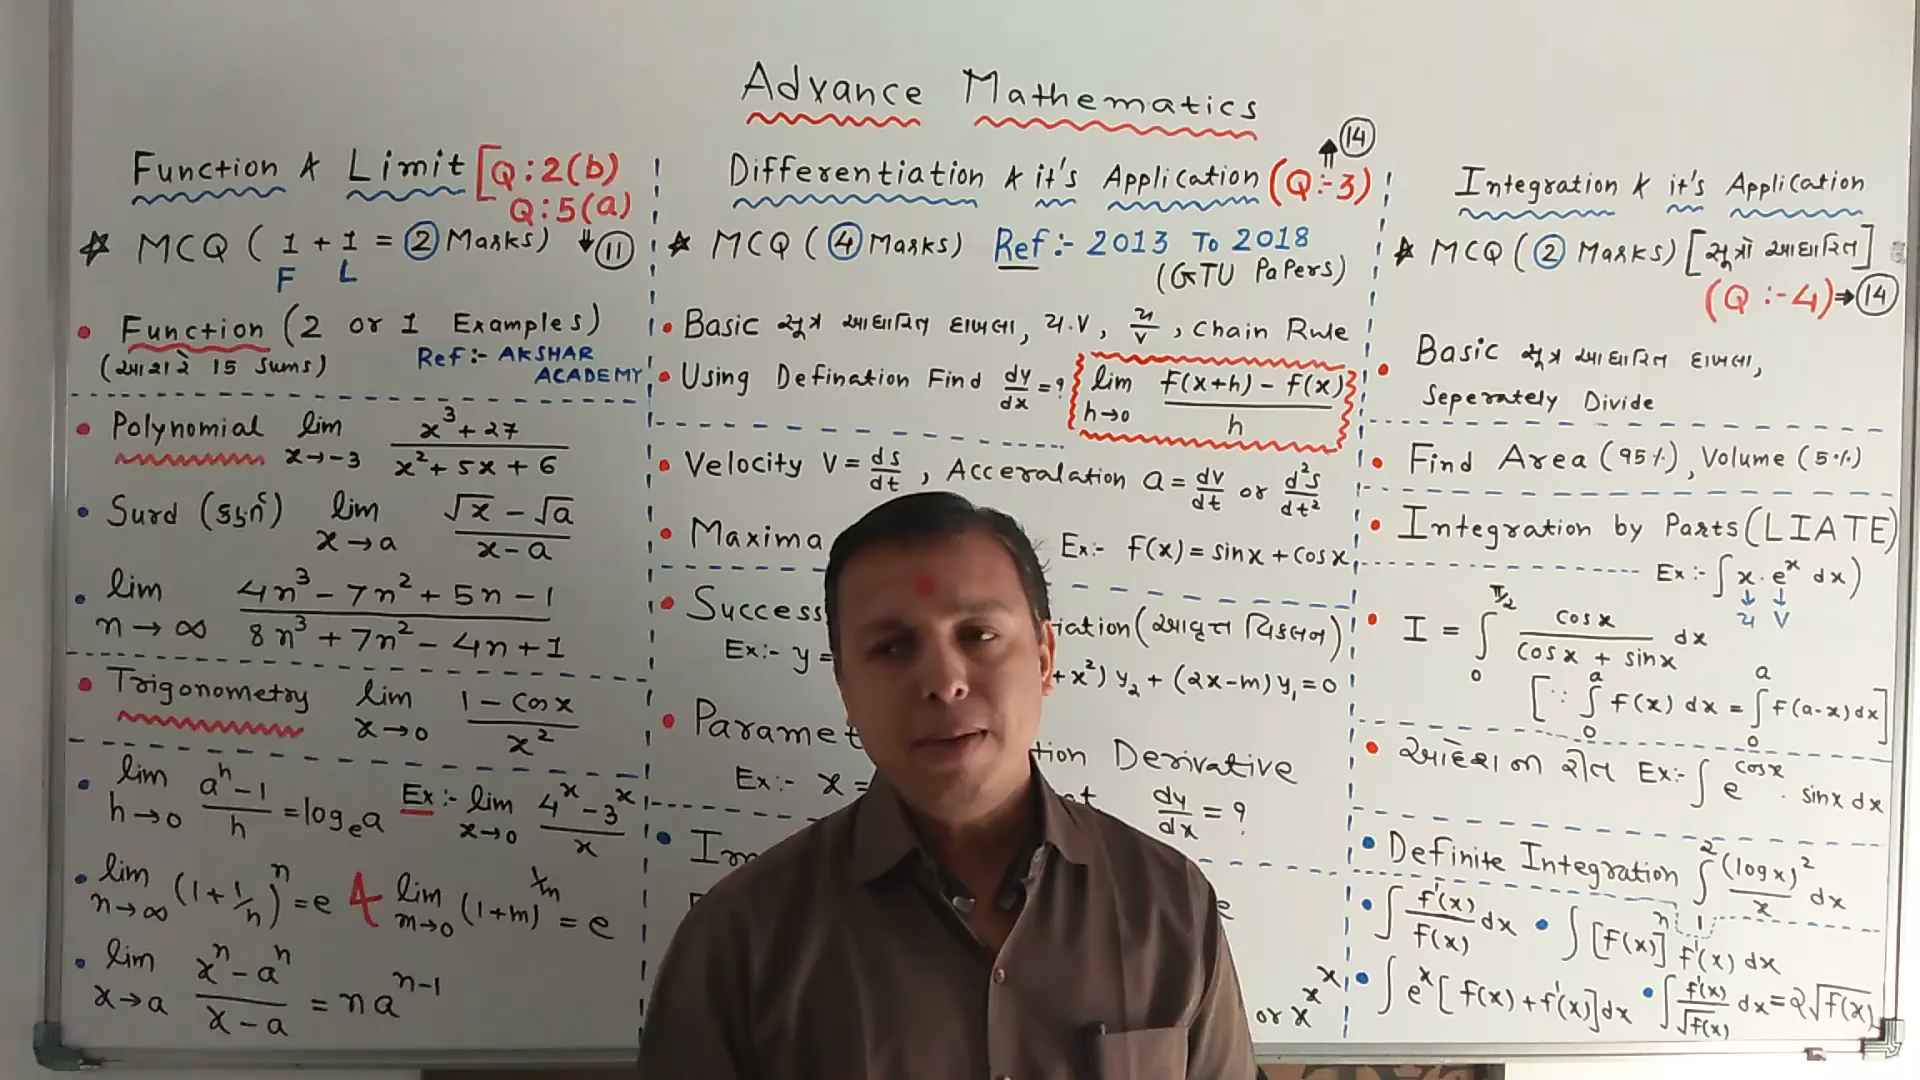 Advance Mathematics
Function & Limit [Q:2(b)
Q:5(a)
☆ MCQ ( 1 + 1 = 2 Marks) ↓ 11
F L
• Function (2 or 1 Examples)
(આશરે 15 sums) Ref:- AKSHAR
ACADEMY
• Polynomial lim x→-3 (x³+27)/(x²+5x+6)
• Surd (કરણી) lim x→a (√x-√a)/(x-a)
• lim n→∞ (4n³-7n²+5n-1)/(8n³+7n²-4n+1)
• Trigonometry lim x→0 (1-cosx)/x²
• lim h→0 (aʰ-1)/h = logₑa Ex:- lim x→0 (4ˣ-3ˣ)/x
• lim n→∞ (1+1/n)ⁿ = e & lim m→0 (1+m)^(1/m) = e
• lim x→a (xⁿ-aⁿ)/(x-a) = n aⁿ⁻¹
Differentiation & it's Application (Q:-3) ↑ 14
☆ MCQ (4 Marks) Ref:- 2013 To 2018
(GTU PaPers)
• Basic સૂત્ર આધારિત દાખલા, u.v, u/v, Chain Rule
• Using Defination Find dy/dx = ? lim h→0 (f(x+h)-f(x))/h
• Velocity V = ds/dt, Acceralation a = dv/dt or d²s/dt²
• Maxima Ex:- f(x) = sinx + cosx
• Success iation (આવૃત્ત વિકલન)
Ex:- y = +x²) y₂ + (2x-m) y₁ = 0
• Paramet tion Derivative
Ex:- x = t dy/dx = ?
• Im
e
or x^x^x
Integration & it's Application
☆ MCQ (2 Marks) [સૂત્રો આધારિત]
(Q:-4) → 14
• Basic સૂત્ર આધારિત દાખલા,
Seperately Divide
• Find Area (95%), Volume (5%)
• Integration by Parts (LIATE)
Ex:- ∫ x · eˣ dx)
↓ ↓
u v
• I = ∫₀^(π/2) cosx/(cosx + sinx) dx
[∵ ∫₀ᵃ f(x) dx = ∫₀ᵃ f(a-x) dx]
• આદેશની રીત Ex:- ∫ e^(cosx) · sinx dx
• Definite Integration ∫₁² (logx)²/x dx
• ∫ f'(x)/f(x) dx • ∫ [f(x)]ⁿ f'(x) dx
• ∫ eˣ [f(x) + f'(x)] dx • ∫ f'(x)/√f(x) dx = 2√f(x)